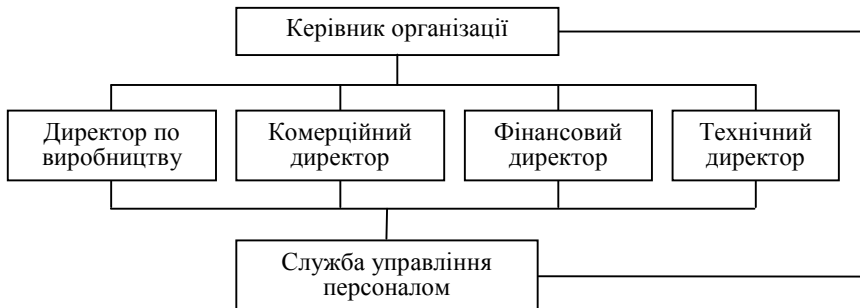 Керівник організації
Директор по
виробництву
Комерційний
директор
Фінансовий
директор
Технічний
директор
Служба управління
персоналом